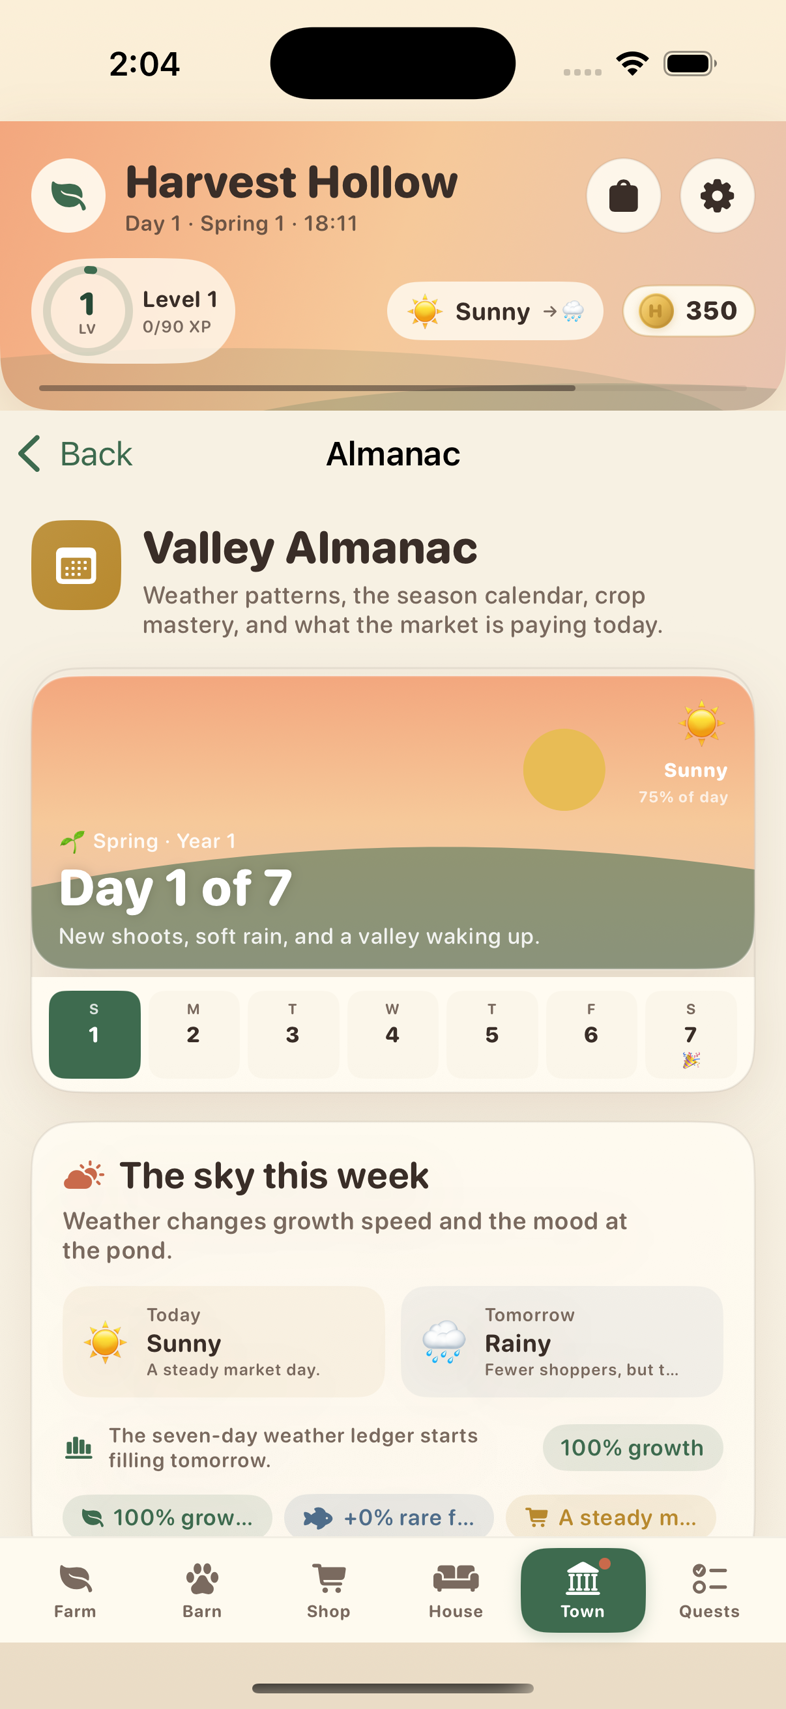 2:04
Harvest Hollow
Day 1 · Spring 1 · 18:11
1
LV
Level 1
0/90 XP
Sunny →
H
350
Back
Almanac
Valley Almanac
Weather patterns, the season calendar, crop
mastery, and what the market is paying today.
Sunny
75% of day
Spring · Year 1
Day 1 of 7
New shoots, soft rain, and a valley waking up.
S M T W T F S
1 2 3 4 5 6 7
The sky this week
Weather changes growth speed and the mood at
the pond.
Today
Sunny
A steady market day.
Tomorrow
Rainy
Fewer shoppers, but t...
The seven-day weather ledger starts
filling tomorrow.
100% growth
100% grow...
+0% rare f...
A steady m...
Farm
Barn
Shop
House
Town
Quests